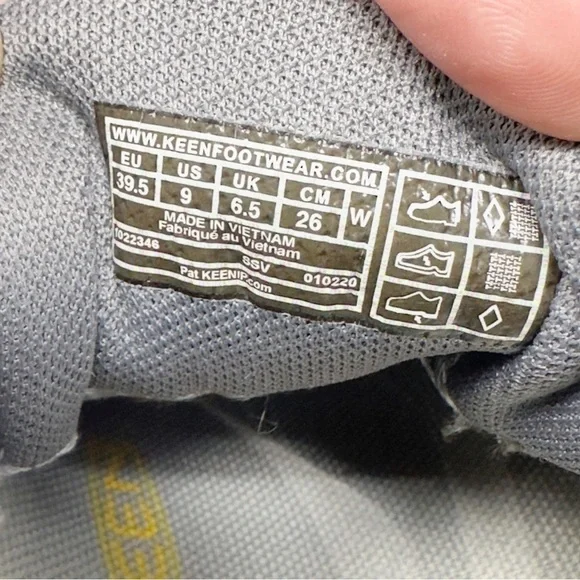 WWW.KEENFOOTWEAR.COM
EU US UK CM W
39.5 9 6.5 26
MADE IN VIETNAM
Fabriqué au Vietnam
1022346 SSV 010220
Pat KEENIP.com
KEEN